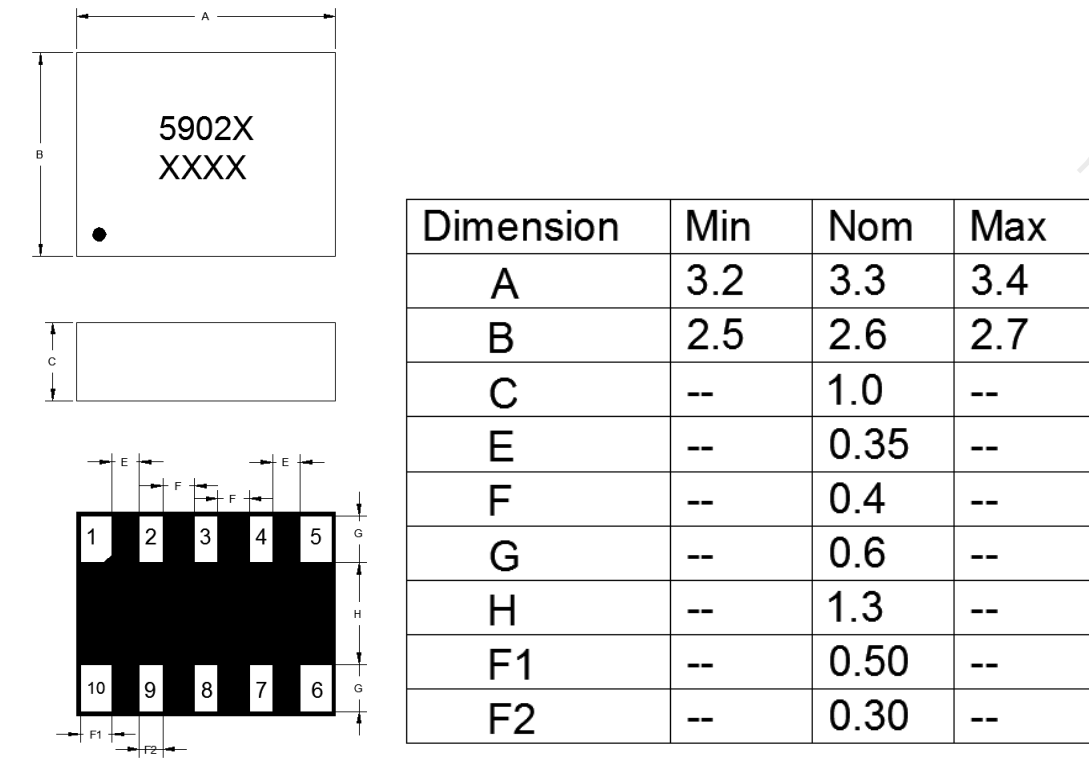 A
B
5902X
XXXX
C
E E
F
F
1 2 3 4 5
G
H
10 9 8 7 6
G
F1
F2
Dimension Min Nom Max
A 3.2 3.3 3.4
B 2.5 2.6 2.7
C -- 1.0 --
E -- 0.35 --
F -- 0.4 --
G -- 0.6 --
H -- 1.3 --
F1 -- 0.50 --
F2 -- 0.30 --